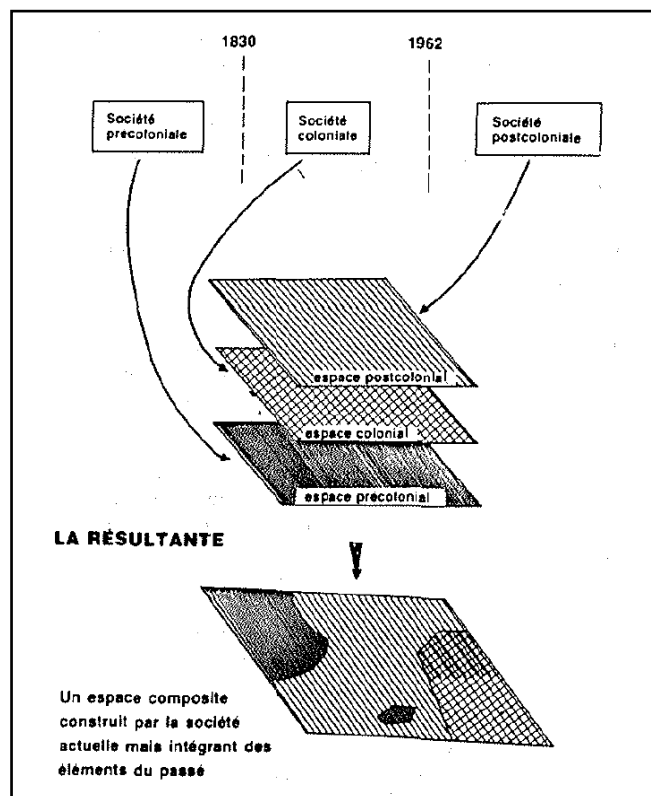 1830
1962
Société
précoloniale
Société
coloniale
Société
postcoloniale
espace postcolonial
espace colonial
espace précolonial
LA RÉSULTANTE
Un espace composite
construit par la société
actuelle mais intégrant des
éléments du passé